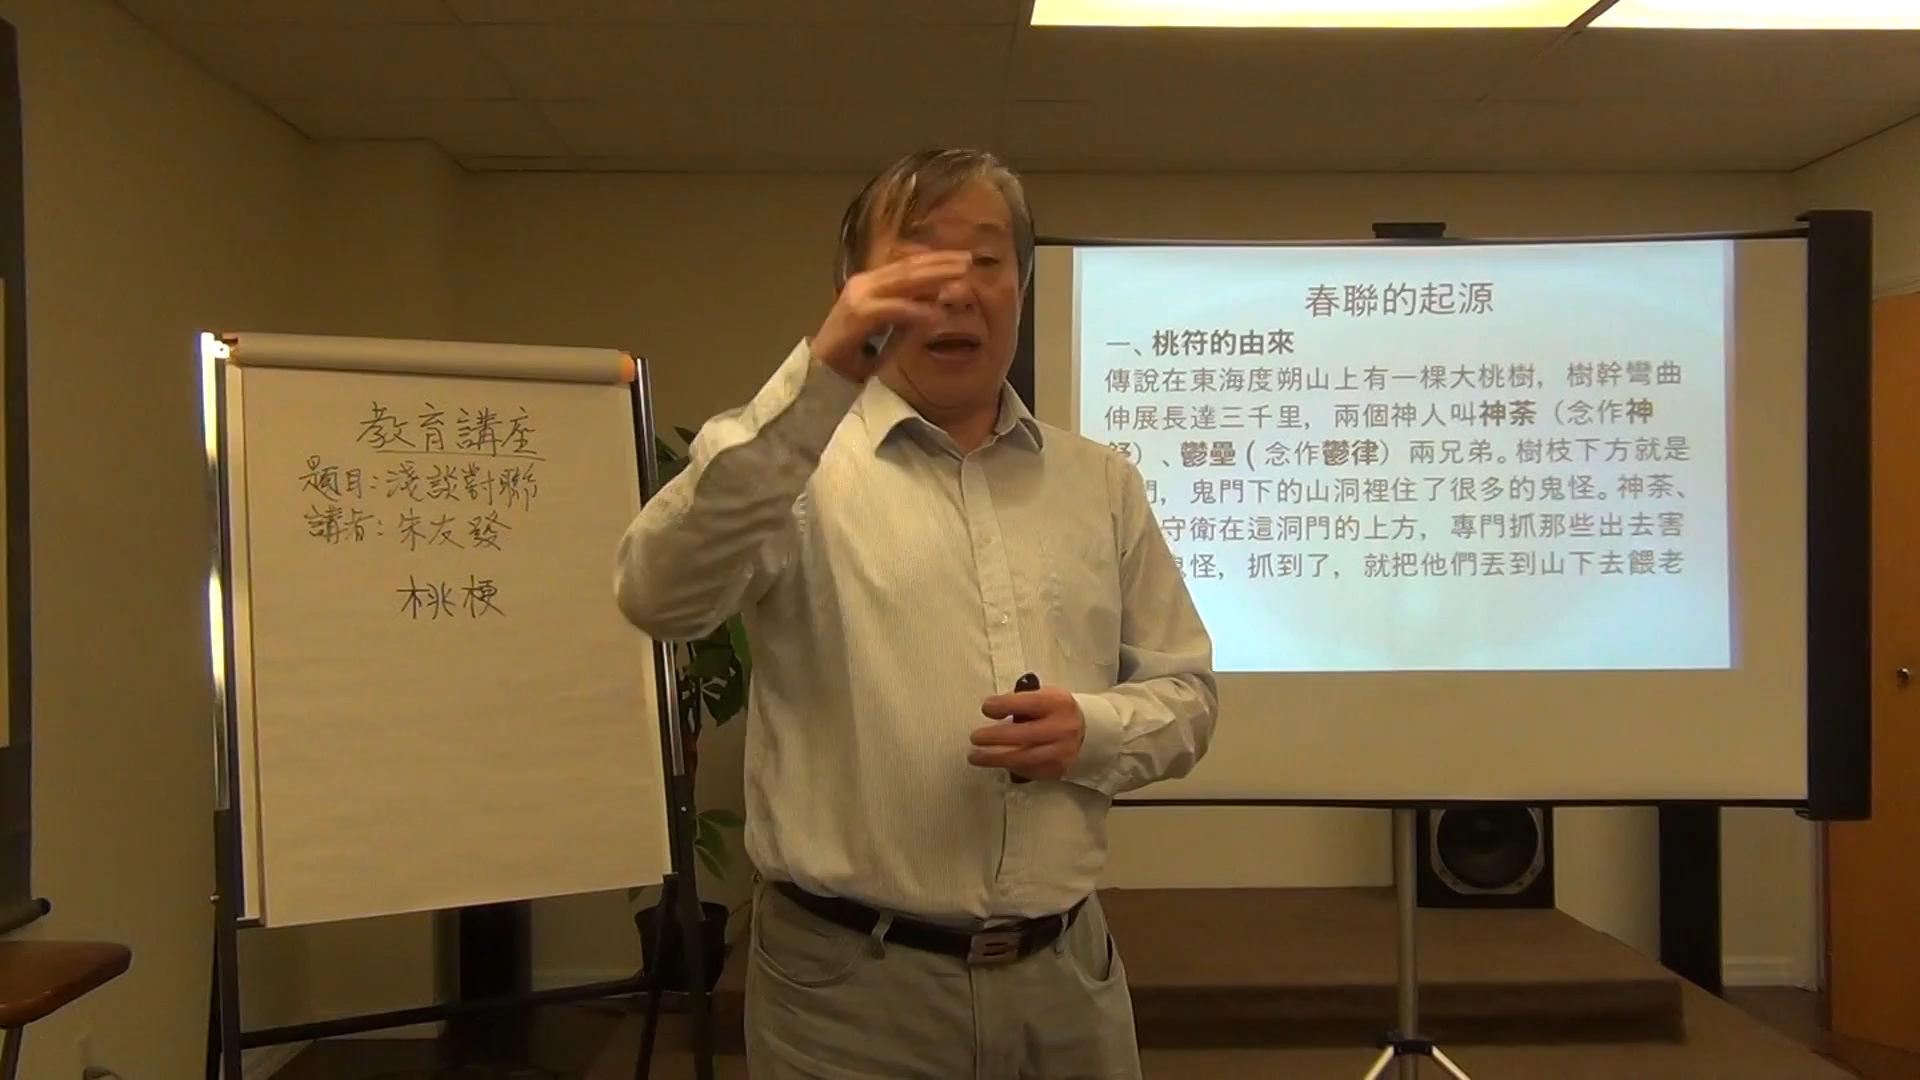 教育講座
題目：淺談對聯
講者：宋友發
桃梗
春聯的起源
一、桃符的由來
傳說在東海度朔山上有一棵大桃樹，樹幹彎曲
伸展長達三千里，兩個神人叫神荼（念作神
）、鬱壘（念作鬱律）兩兄弟。樹枝下方就是
門，鬼門下的山洞裡住了很多的鬼怪。神荼、
守衛在這洞門的上方，專門抓那些出去害
怪，抓到了，就把他們丟到山下去餵老